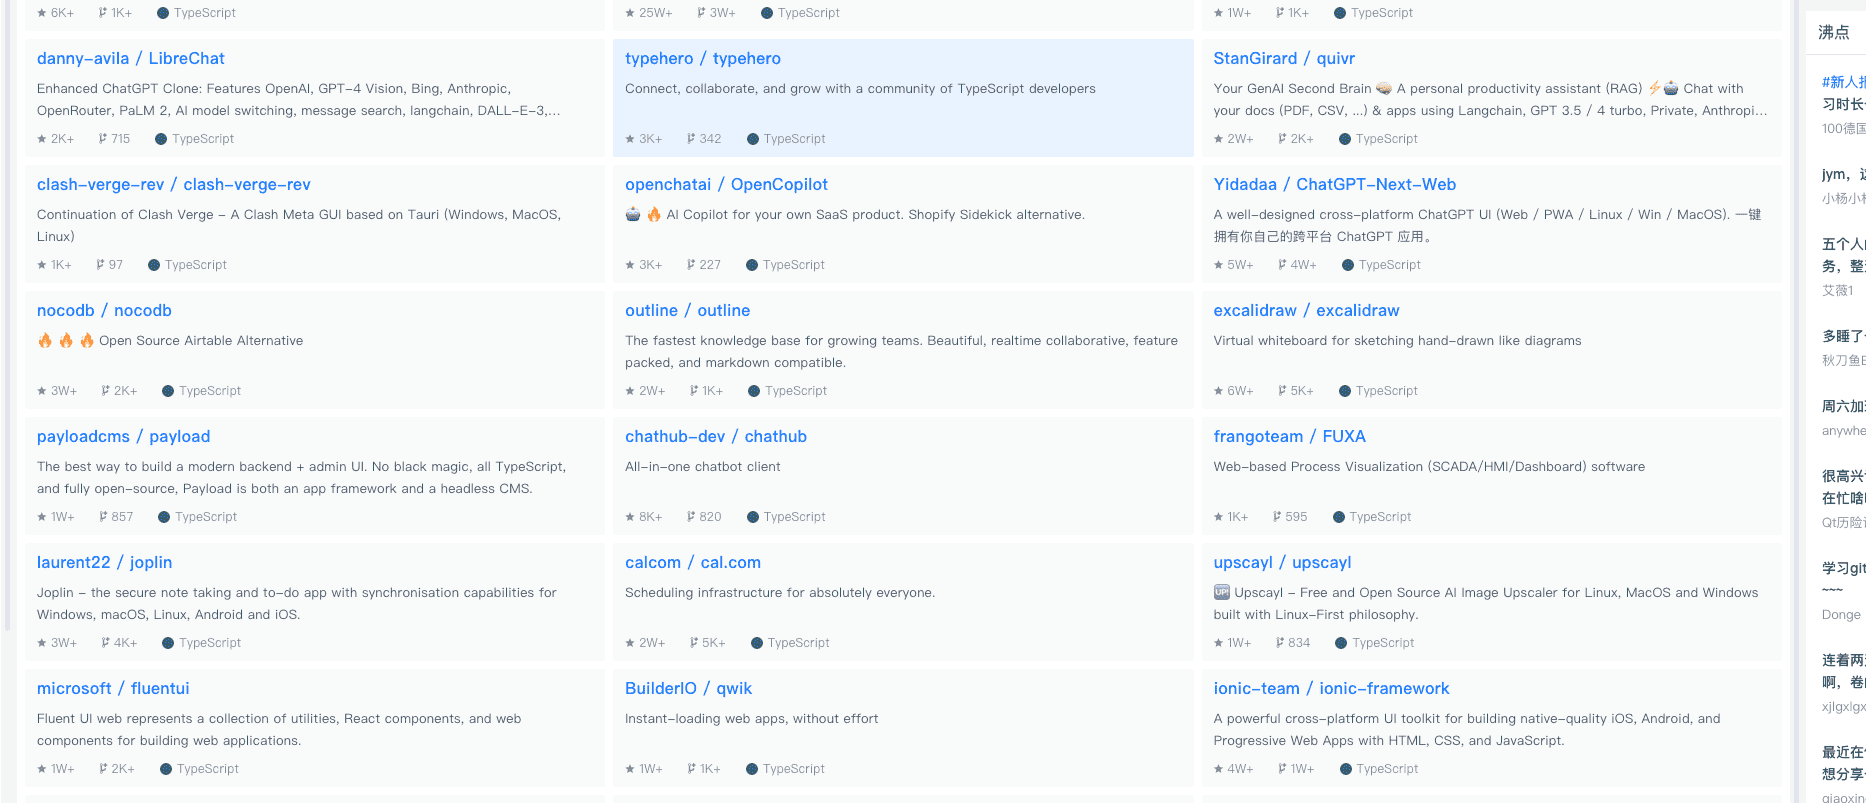 6K+ 1K+ TypeScript
25W+ 3W+ TypeScript
1W+ 1K+ TypeScript
danny-avila / LibreChat
Enhanced ChatGPT Clone: Features OpenAI, GPT-4 Vision, Bing, Anthropic,
OpenRouter, PaLM 2, AI model switching, message search, langchain, DALL-E-3,...
2K+ 715 TypeScript
typehero / typehero
Connect, collaborate, and grow with a community of TypeScript developers
3K+ 342 TypeScript
StanGirard / quivr
Your GenAI Second Brain 🧠 A personal productivity assistant (RAG) ⚡🤖 Chat with
your docs (PDF, CSV, ...) & apps using Langchain, GPT 3.5 / 4 turbo, Private, Anthropi...
2W+ 2K+ TypeScript
clash-verge-rev / clash-verge-rev
Continuation of Clash Verge - A Clash Meta GUI based on Tauri (Windows, MacOS,
Linux)
1K+ 97 TypeScript
openchatai / OpenCopilot
🤖 🔥 AI Copilot for your own SaaS product. Shopify Sidekick alternative.
3K+ 227 TypeScript
Yidadaa / ChatGPT-Next-Web
A well-designed cross-platform ChatGPT UI (Web / PWA / Linux / Win / MacOS). 一键
拥有你自己的跨平台 ChatGPT 应用。
5W+ 4W+ TypeScript
nocodb / nocodb
🔥 🔥 🔥 Open Source Airtable Alternative
3W+ 2K+ TypeScript
outline / outline
The fastest knowledge base for growing teams. Beautiful, realtime collaborative, feature
packed, and markdown compatible.
2W+ 1K+ TypeScript
excalidraw / excalidraw
Virtual whiteboard for sketching hand-drawn like diagrams
6W+ 5K+ TypeScript
payloadcms / payload
The best way to build a modern backend + admin UI. No black magic, all TypeScript,
and fully open-source, Payload is both an app framework and a headless CMS.
1W+ 857 TypeScript
chathub-dev / chathub
All-in-one chatbot client
8K+ 820 TypeScript
frangoteam / FUXA
Web-based Process Visualization (SCADA/HMI/Dashboard) software
1K+ 595 TypeScript
laurent22 / joplin
Joplin - the secure note taking and to-do app with synchronisation capabilities for
Windows, macOS, Linux, Android and iOS.
3W+ 4K+ TypeScript
calcom / cal.com
Scheduling infrastructure for absolutely everyone.
2W+ 5K+ TypeScript
upscayl / upscayl
🆙 Upscayl - Free and Open Source AI Image Upscaler for Linux, MacOS and Windows
built with Linux-First philosophy.
1W+ 834 TypeScript
microsoft / fluentui
Fluent UI web represents a collection of utilities, React components, and web
components for building web applications.
1W+ 2K+ TypeScript
BuilderIO / qwik
Instant-loading web apps, without effort
1W+ 1K+ TypeScript
ionic-team / ionic-framework
A powerful cross-platform UI toolkit for building native-quality iOS, Android, and
Progressive Web Apps with HTML, CSS, and JavaScript.
4W+ 1W+ TypeScript
沸点
#新人
习时长
100德国
jym，
小杨小
五个人
务，整
艾薇1
多睡了
秋刀鱼
周六加
anywhe
很高兴
在忙啥
Qt历险
学习git
~~~
Donge
连着两
啊，卷
xjlgxlgx
最近在
想分享
qiaoxin